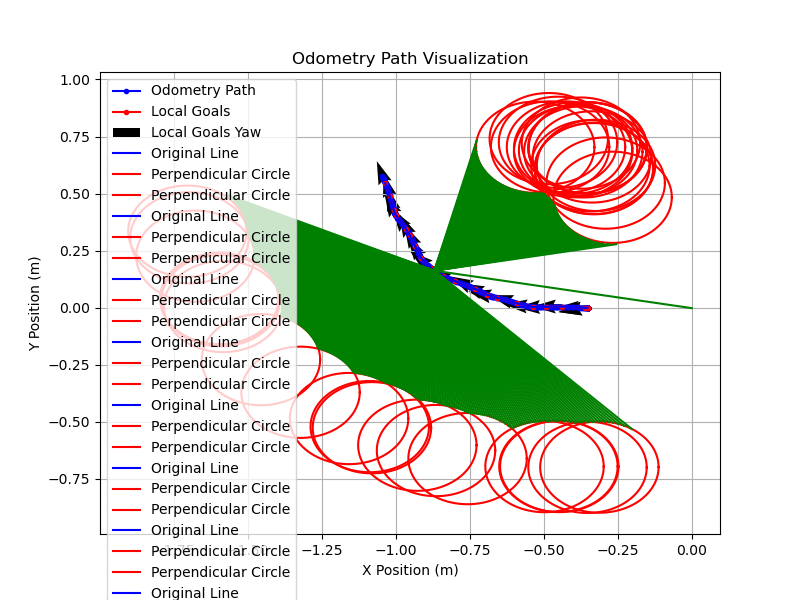 Odometry Path Visualization
1.00
0.75
0.50
0.25
0.00
−0.25
−0.50
−0.75
Y Position (m)
Odometry Path
Local Goals
Local Goals Yaw
Original Line
Perpendicular Circle
Perpendicular Circle
Original Line
Perpendicular Circle
Perpendicular Circle
Original Line
Perpendicular Circle
Perpendicular Circle
Original Line
Perpendicular Circle
Perpendicular Circle
Original Line
Perpendicular Circle
Perpendicular Circle
Original Line
Perpendicular Circle
Perpendicular Circle
Original Line
Perpendicular Circle
Perpendicular Circle
Original Line
−1.25 −1.00 −0.75 −0.50 −0.25 0.00
X Position (m)